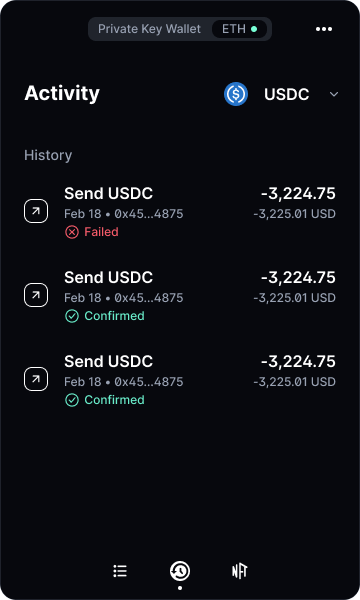 Private Key Wallet ETH
Activity
USDC
History
Send USDC -3,224.75
Feb 18 • 0x45...4875 -3,225.01 USD
Failed
Send USDC -3,224.75
Feb 18 • 0x45...4875 -3,225.01 USD
Confirmed
Send USDC -3,224.75
Feb 18 • 0x45...4875 -3,225.01 USD
Confirmed
NFT